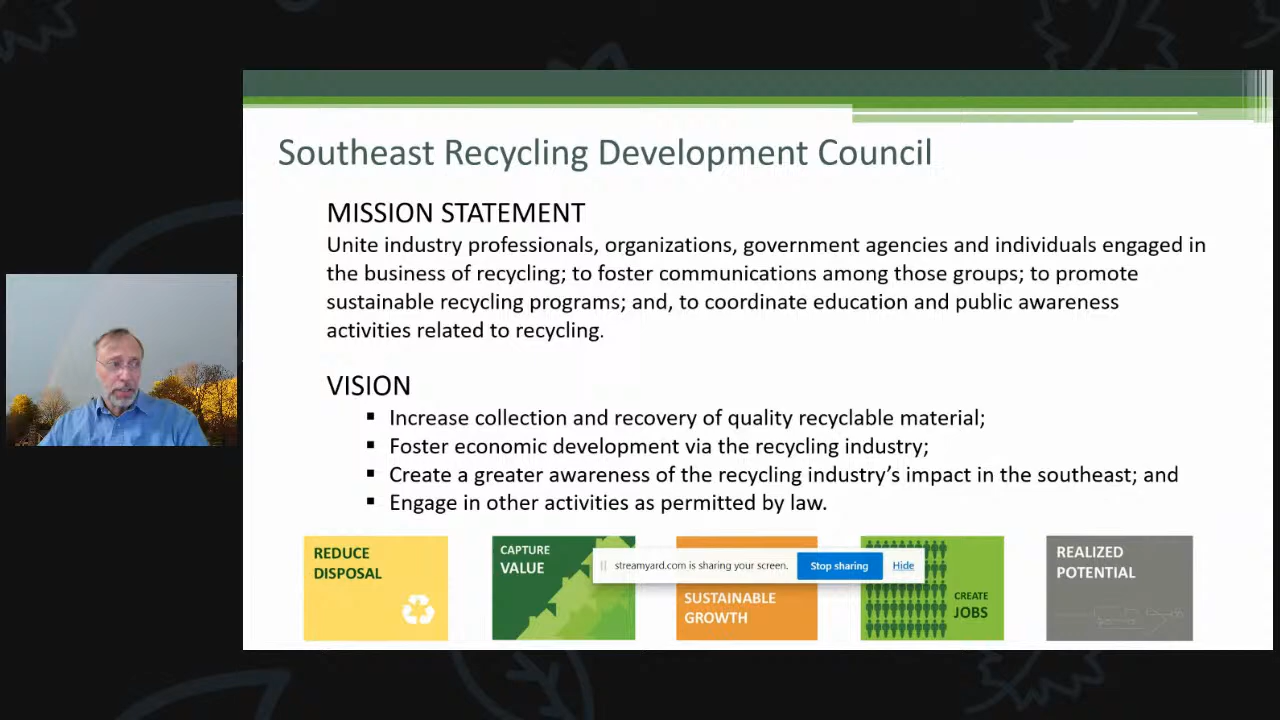 Southeast Recycling Development Council
MISSION STATEMENT
Unite industry professionals, organizations, government agencies and individuals engaged in
the business of recycling; to foster communications among those groups; to promote
sustainable recycling programs; and, to coordinate education and public awareness
activities related to recycling.
VISION
Increase collection and recovery of quality recyclable material;
Foster economic development via the recycling industry;
Create a greater awareness of the recycling industry’s impact in the southeast; and
Engage in other activities as permitted by law.
REDUCE
DISPOSAL
CAPTURE
VALUE
streamyard.com is sharing your screen.
Stop sharing
Hide
SUSTAINABLE
GROWTH
CREATE
JOBS
REALIZED
POTENTIAL